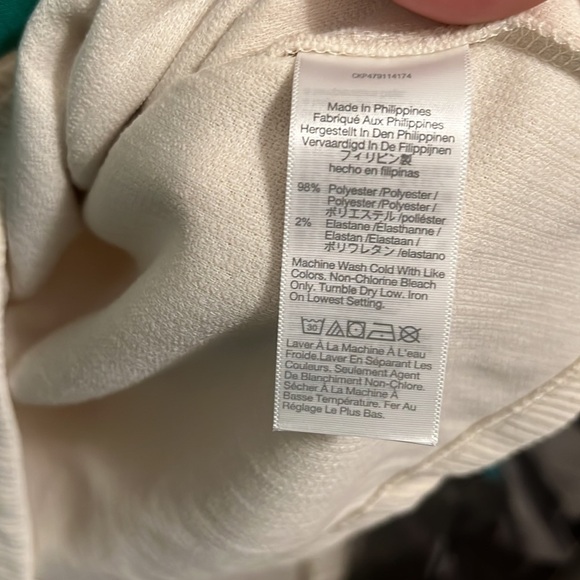 CKP479114174
Made In Philippines
Fabriqué Aux Philippines
Hergestellt In Den Philippinen
Vervaardigd In De Filippijnen
フィリピン製
hecho en filipinas
98% Polyester /Polyester /
Polyester /Polyester /
ポリエステル /poliéster
2% Elastane /Elasthanne /
Elastan /Elastaan /
ポリウレタン /elastano
Machine Wash Cold With Like
Colors. Non-Chlorine Bleach
Only. Tumble Dry Low. Iron
On Lowest Setting.
30
Laver À La Machine À L'eau
Froide.Laver En Séparant Les
Couleurs. Seulement Agent
De Blanchiment Non-Chlore.
Sécher À La Machine À
Basse Température. Fer Au
Réglage Le Plus Bas.